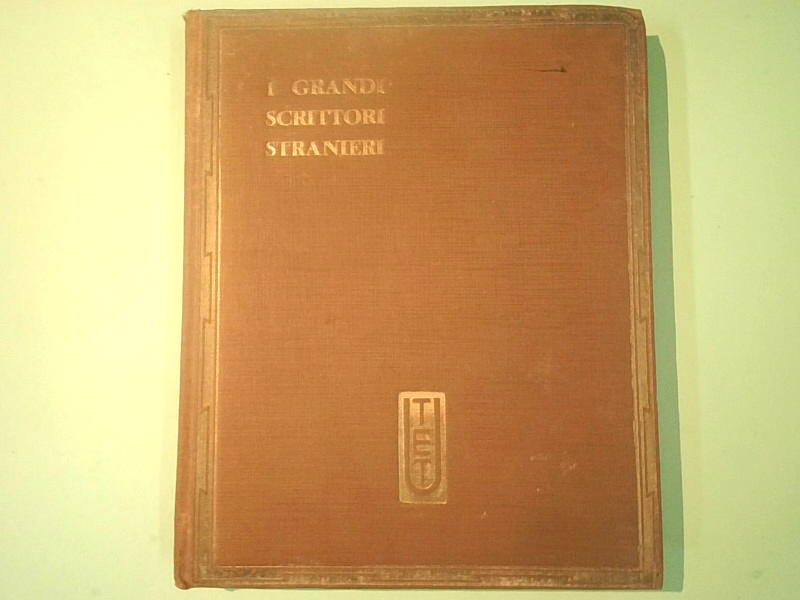 I GRANDI
SCRITTORI
STRANIERI
UTET